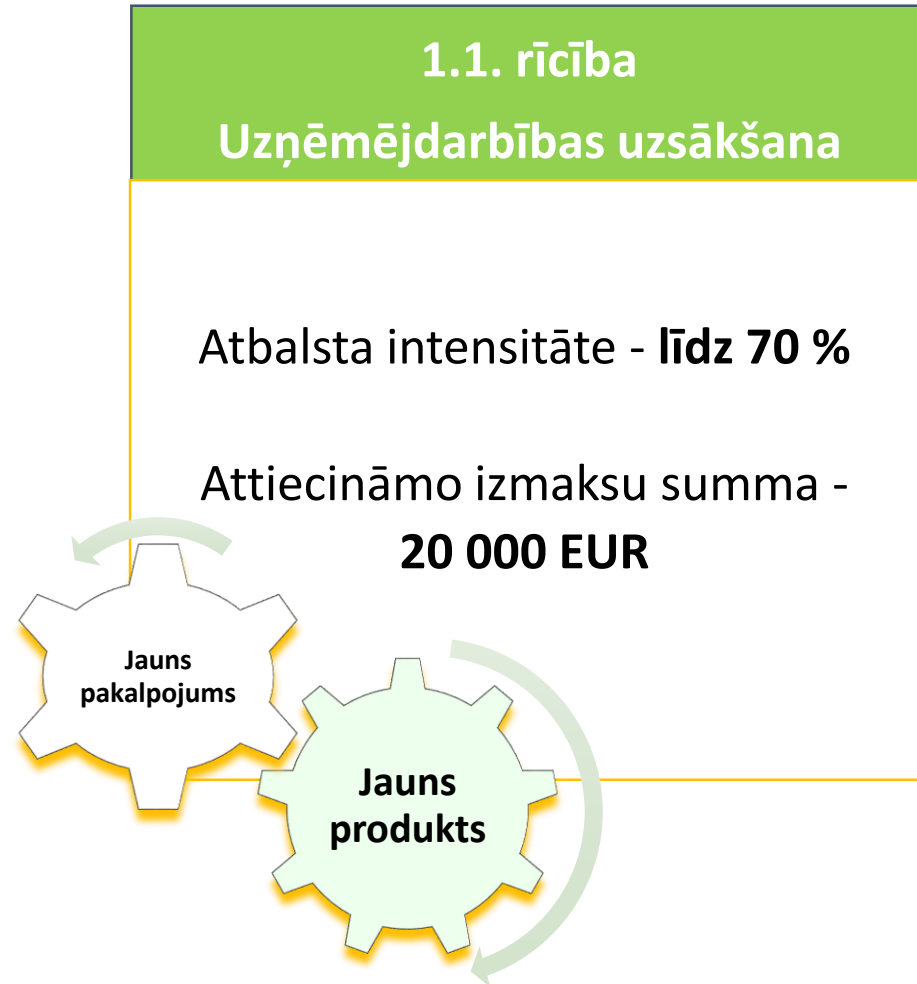 1.1. rīcība
Uzņēmējdarbības uzsākšana
Atbalsta intensitāte - līdz 70 %
Attiecināmo izmaksu summa -
20 000 EUR
Jauns
pakalpojums
Jauns
produkts